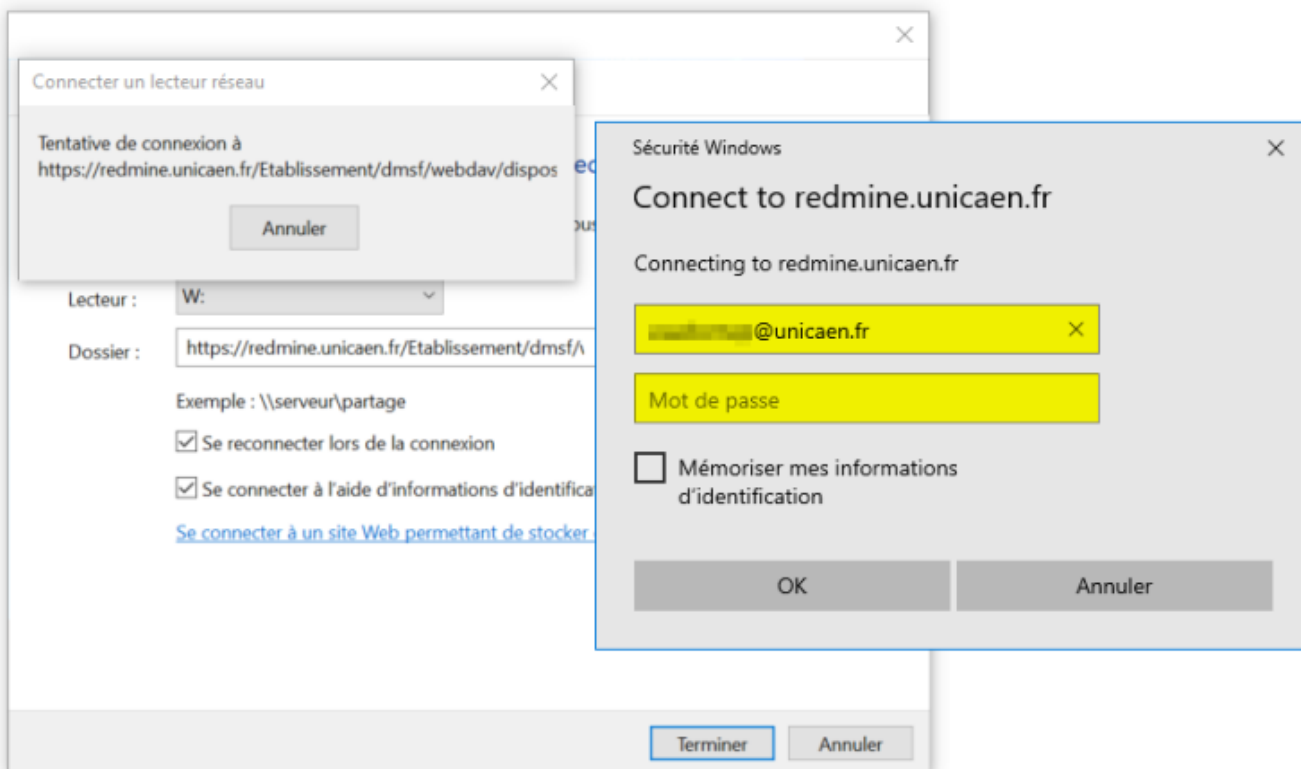 Connecter un lecteur réseau
Tentative de connexion à
https://redmine.unicaen.fr/Etablissement/dmsf/webdav/dispos
Annuler
Lecteur :
W:
Dossier :
https://redmine.unicaen.fr/Etablissement/dmsf/
Exemple : \\serveur\partage
Se reconnecter lors de la connexion
Se connecter à l'aide d'informations d'identifica
Se connecter à un site Web permettant de stocker
Terminer
Annuler
Sécurité Windows
Connect to redmine.unicaen.fr
Connecting to redmine.unicaen.fr
@unicaen.fr
Mot de passe
Mémoriser mes informations
d'identification
OK
Annuler